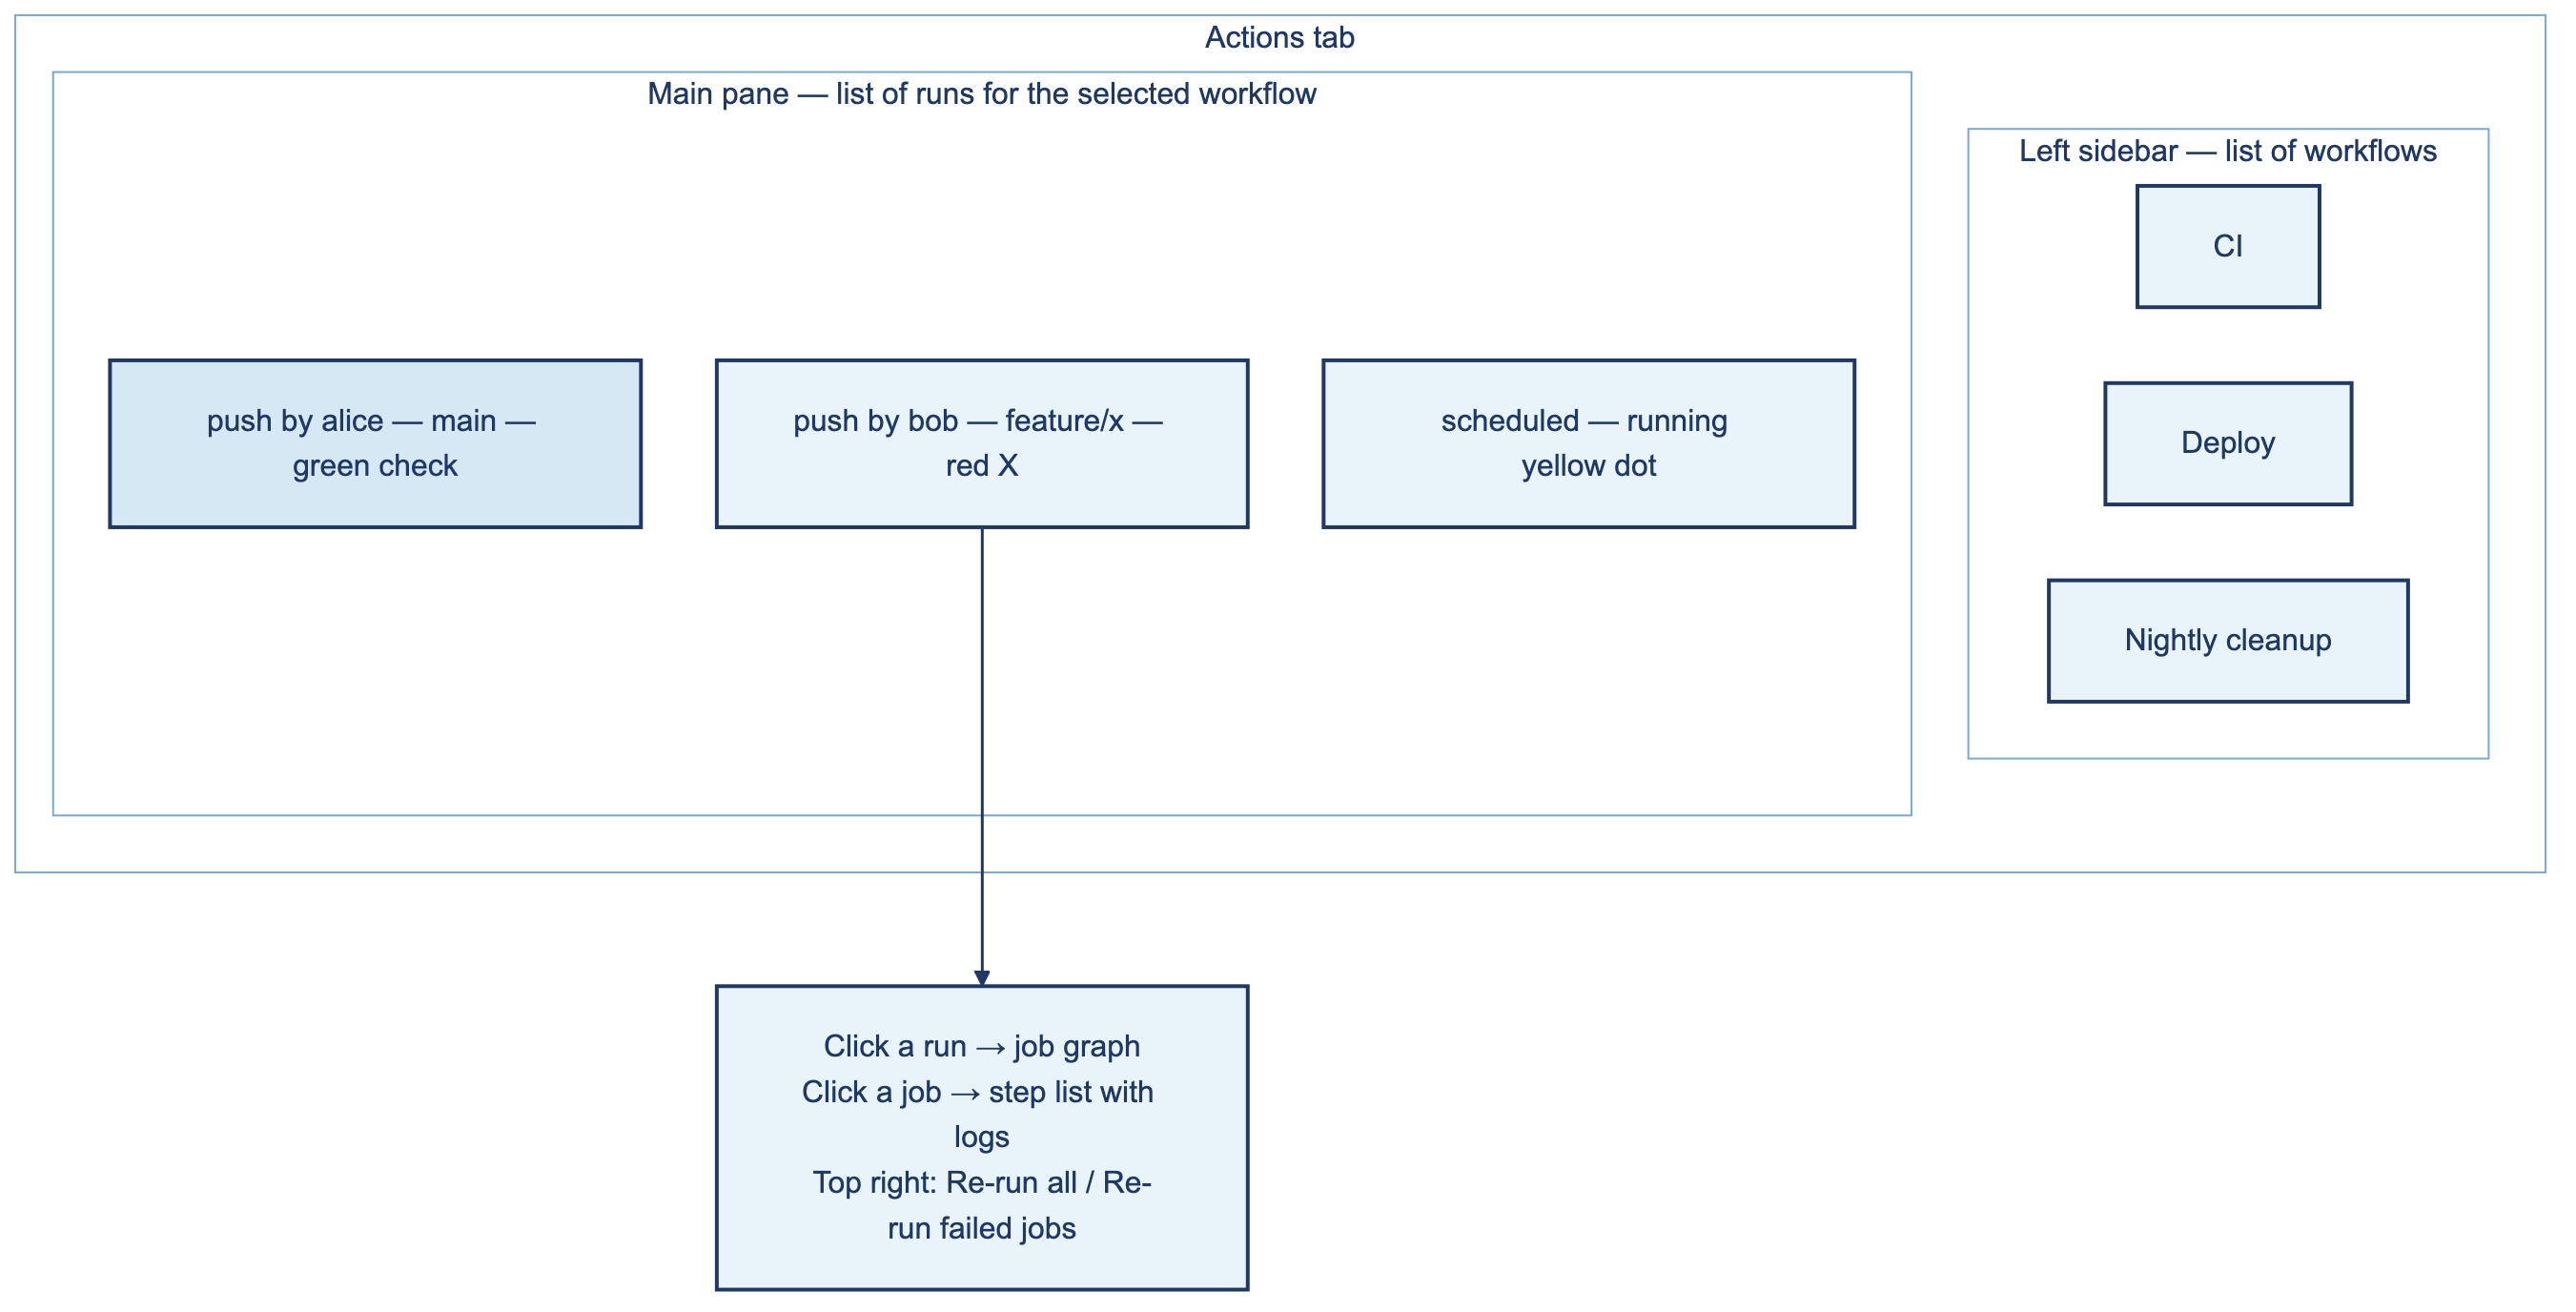 Actions tab
Main pane — list of runs for the selected workflow
push by alice — main —
green check
push by bob — feature/x —
red X
scheduled — running
yellow dot
Left sidebar — list of workflows
CI
Deploy
Nightly cleanup
Click a run → job graph
Click a job → step list with
logs
Top right: Re-run all / Re-
run failed jobs